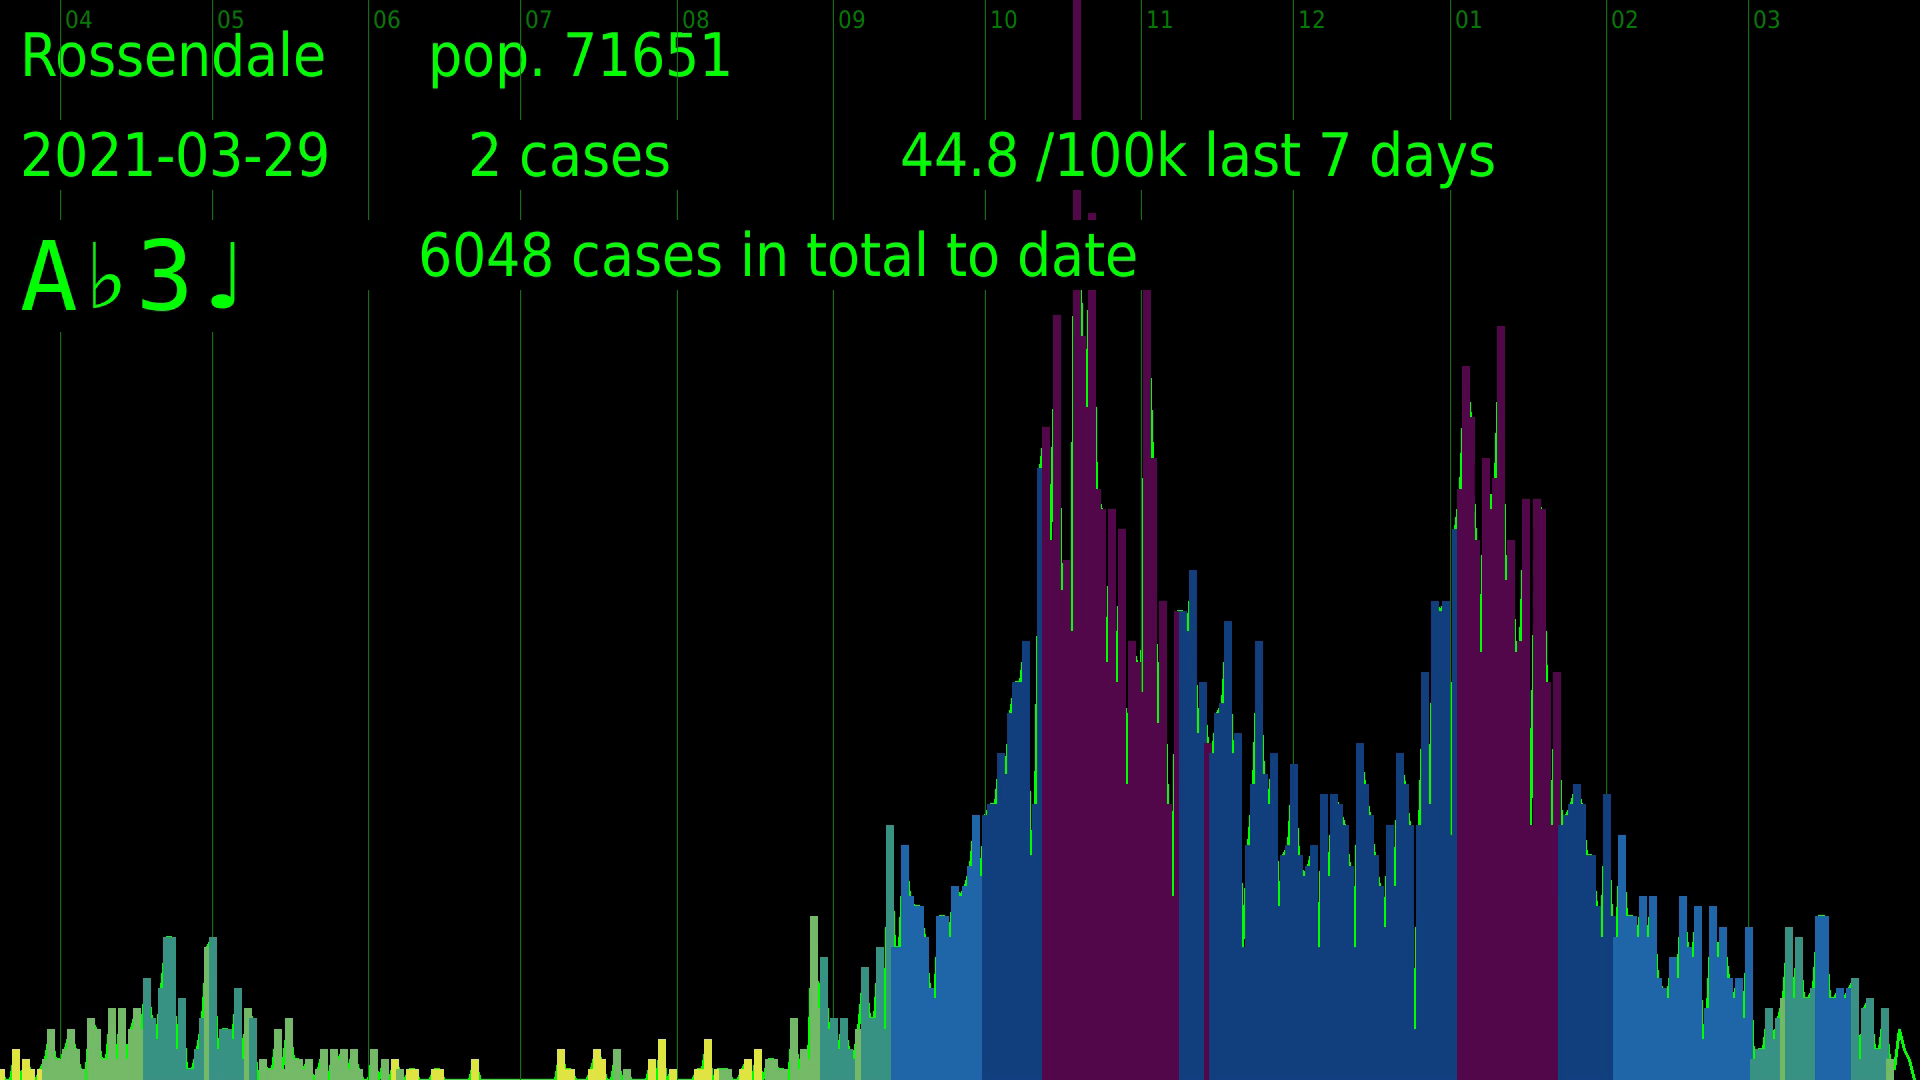 04 05 06 07 08 09 10 11 12 01 02 03
Rossendale pop. 71651
2021-03-29 2 cases 44.8 /100k last 7 days
A♭3♩ 6048 cases in total to date